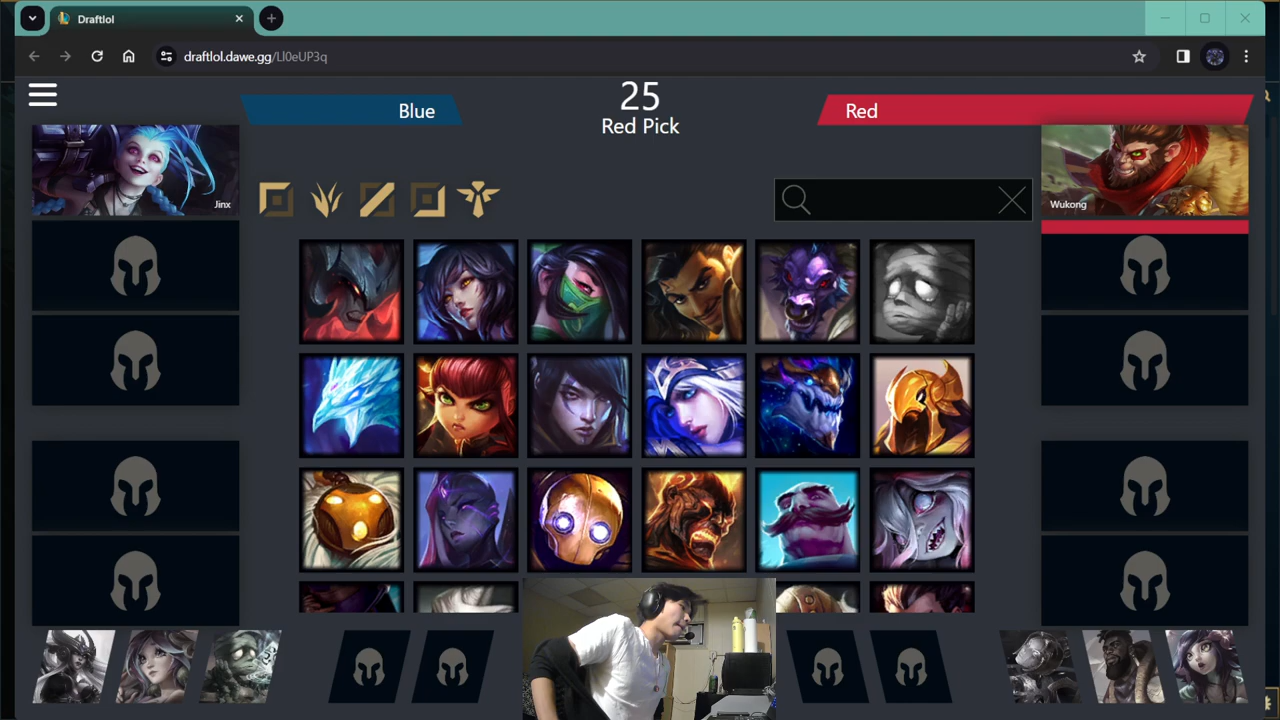 Draftlol
draftlol.dawe.gg/Ll0eUP3q
25
Blue
Red
Red Pick
Jinx
Wukong